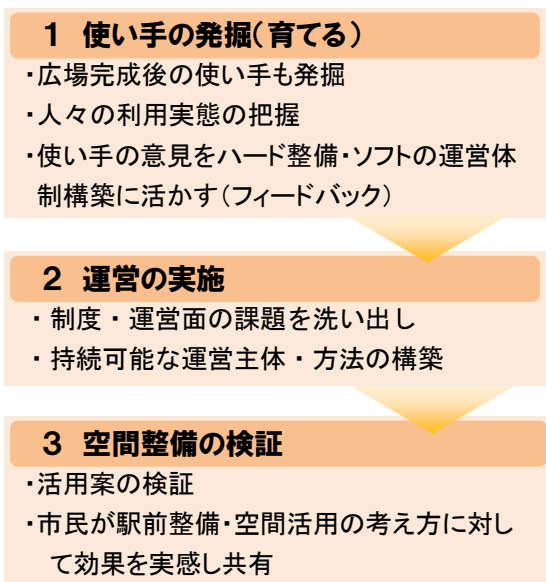 1 使い手の発掘(育てる)
・広場完成後の使い手も発掘
・人々の利用実態の把握
・使い手の意見をハード整備・ソフトの運営体
制構築に活かす(フィードバック)
2 運営の実施
・制度・運営面の課題を洗い出し
・持続可能な運営主体・方法の構築
3 空間整備の検証
・活用案の検証
・市民が駅前整備・空間活用の考え方に対し
て効果を実感し共有